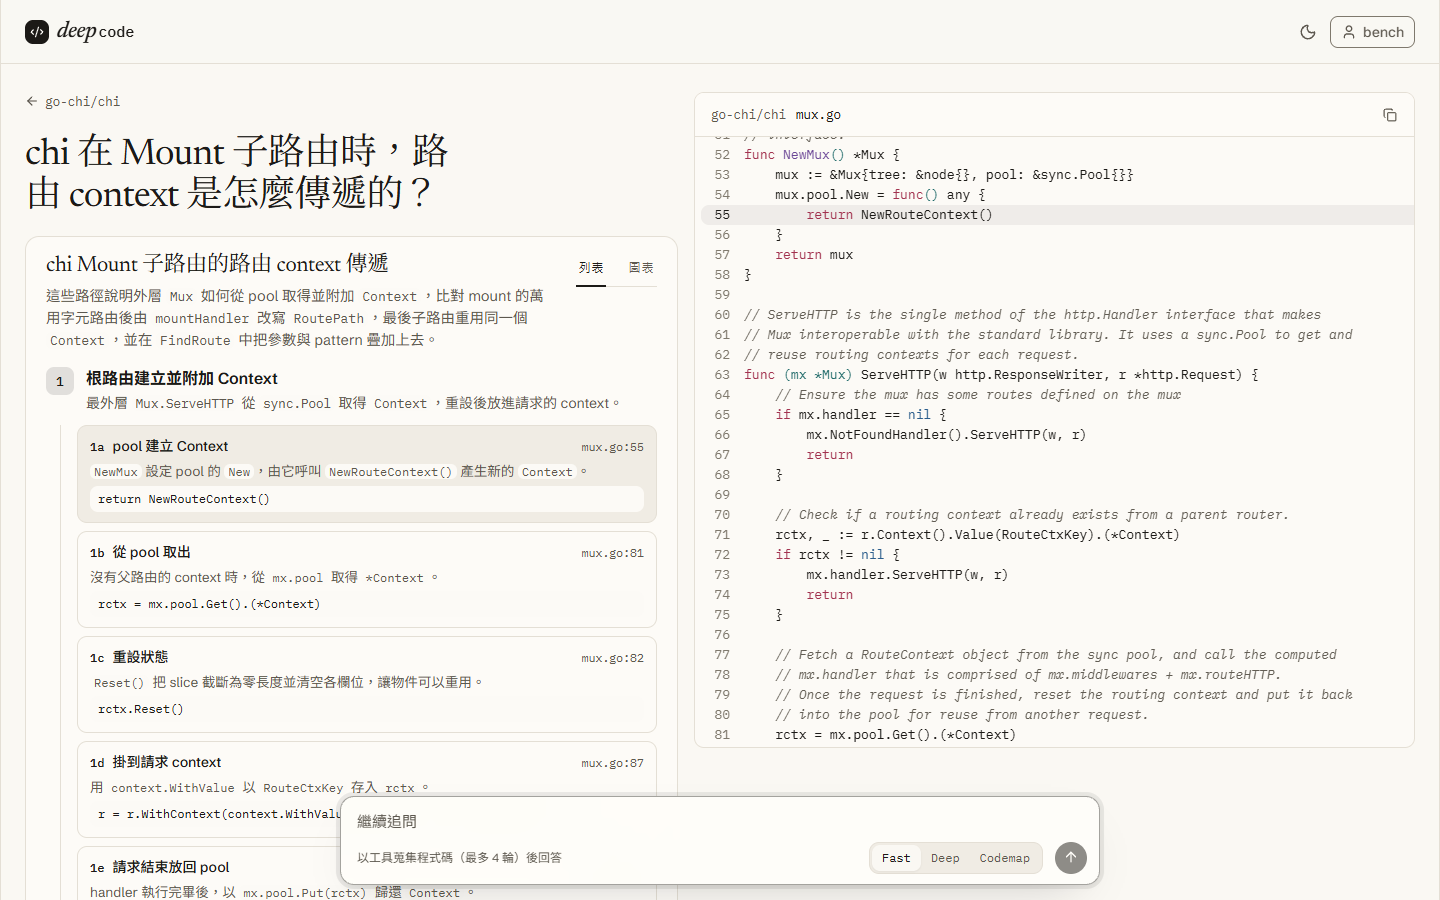 deepcode
bench
go-chi/chi
chi 在 Mount 子路由時，路
由 context 是怎麼傳遞的？
chi Mount 子路由的路由 context 傳遞
列表
圖表
這些路徑說明外層 Mux 如何從 pool 取得並附加 Context ，比對 mount 的萬
用字元路由後由 mountHandler 改寫 RoutePath ，最後子路由重用同一個
Context ，並在 FindRoute 中把參數與 pattern 疊加上去。
1
根路由建立並附加 Context
最外層 Mux.ServeHTTP 從 sync.Pool 取得 Context ，重設後放進請求的 context。
1a pool 建立 Context
mux.go:55
NewMux 設定 pool 的 New ，由它呼叫 NewRouteContext() 產生新的 Context 。
return NewRouteContext()
1b 從 pool 取出
mux.go:81
沒有父路由的 context 時，從 mx.pool 取得 *Context 。
rctx = mx.pool.Get().(*Context)
1c 重設狀態
mux.go:82
Reset() 把 slice 截斷為零長度並清空各欄位，讓物件可以重用。
rctx.Reset()
1d 掛到請求 context
mux.go:87
用 context.WithValue 以 RouteCtxKey 存入 rctx 。
r = r.WithContext(context.WithValu
1e 請求結束放回 pool
handler 執行完畢後，以 mx.pool.Put(rctx) 歸還 Context 。
go-chi/chi mux.go
51 // interface.
52 func NewMux() *Mux {
53     mux := &Mux{tree: &node{}, pool: &sync.Pool{}}
54     mux.pool.New = func() any {
55         return NewRouteContext()
56     }
57     return mux
58 }
59
60 // ServeHTTP is the single method of the http.Handler interface that makes
61 // Mux interoperable with the standard library. It uses a sync.Pool to get and
62 // reuse routing contexts for each request.
63 func (mx *Mux) ServeHTTP(w http.ResponseWriter, r *http.Request) {
64     // Ensure the mux has some routes defined on the mux
65     if mx.handler == nil {
66         mx.NotFoundHandler().ServeHTTP(w, r)
67         return
68     }
69
70     // Check if a routing context already exists from a parent router.
71     rctx, _ := r.Context().Value(RouteCtxKey).(*Context)
72     if rctx != nil {
73         mx.handler.ServeHTTP(w, r)
74         return
75     }
76
77     // Fetch a RouteContext object from the sync pool, and call the computed
78     // mx.handler that is comprised of mx.middlewares + mx.routeHTTP.
79     // Once the request is finished, reset the routing context and put it back
80     // into the pool for reuse from another request.
81     rctx = mx.pool.Get().(*Context)
繼續追問
以工具蒐集程式碼（最多 4 輪）後回答
Fast
Deep
Codemap